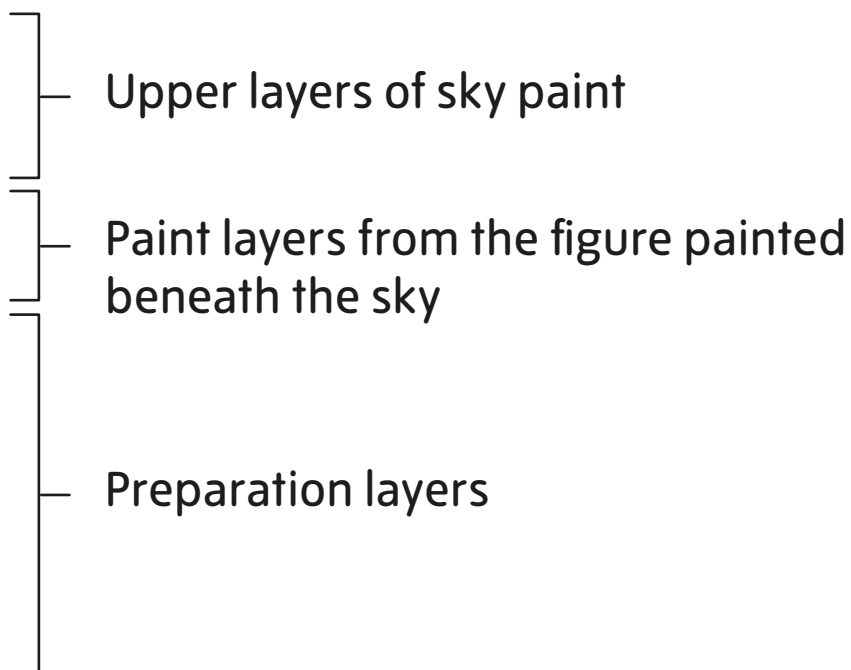 Upper layers of sky paint
Paint layers from the figure painted
beneath the sky
Preparation layers